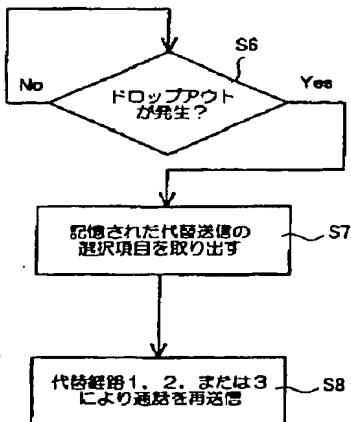 S6
No
Yes
ドロップアウト
が発生？
記憶された代替送信の
選択項目を取り出す
S7
代替経路1，2，または3
により通話を再送信
S8